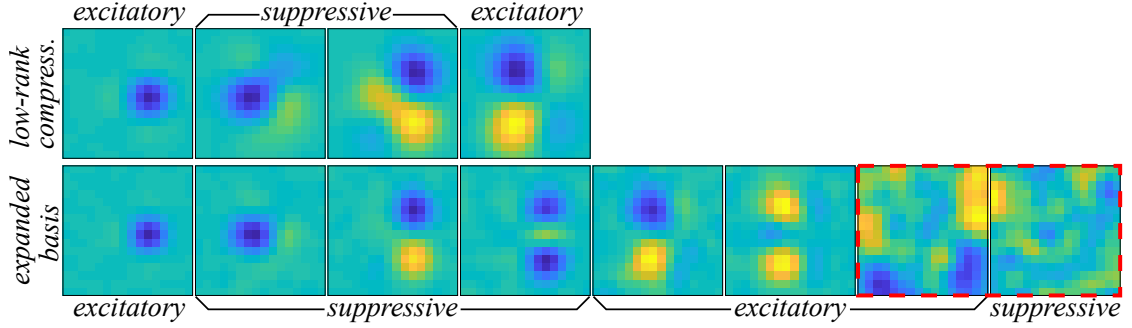 excitatory suppressive excitatory
low-rank
compress.
expanded
basis
excitatory suppressive excitatory suppressive